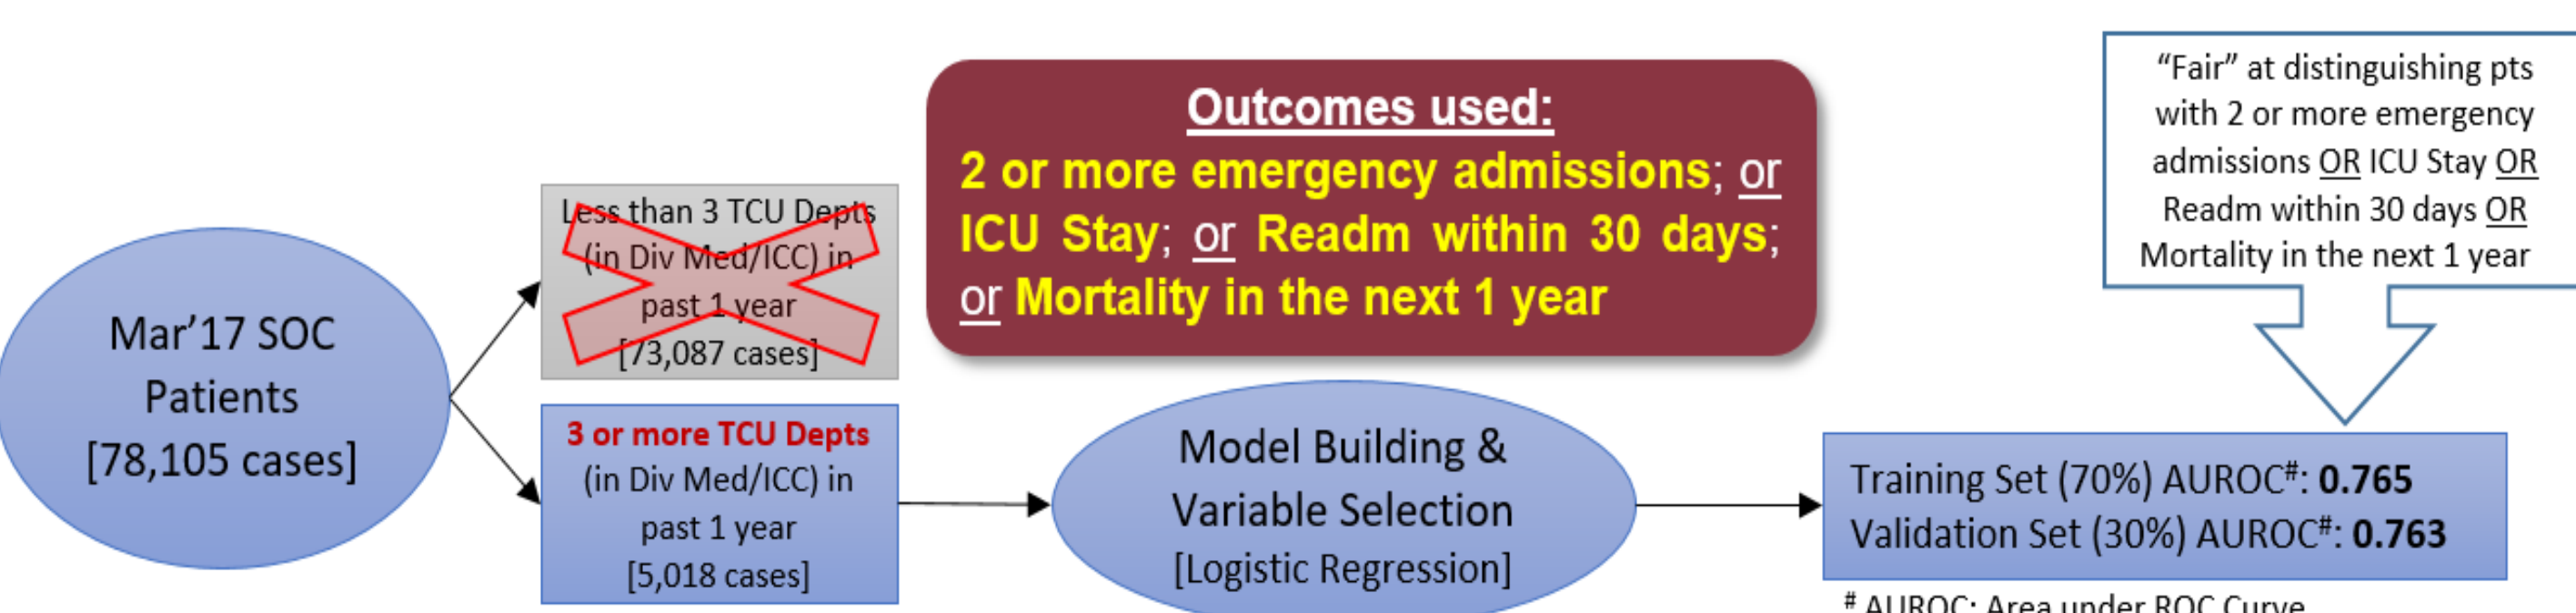 Mar’17 SOC
Patients
[78,105 cases]
Less than 3 TCU Depts
(in Div Med/ICC) in
past 1 year
[73,087 cases]
3 or more TCU Depts
(in Div Med/ICC) in
past 1 year
[5,018 cases]
Outcomes used:
2 or more emergency admissions; or
ICU Stay; or Readm within 30 days;
or Mortality in the next 1 year
Model Building &
Variable Selection
[Logistic Regression]
“Fair” at distinguishing pts
with 2 or more emergency
admissions OR ICU Stay OR
Readm within 30 days OR
Mortality in the next 1 year
Training Set (70%) AUROC#: 0.765
Validation Set (30%) AUROC#: 0.763
# AUROC: Area under ROC Curve